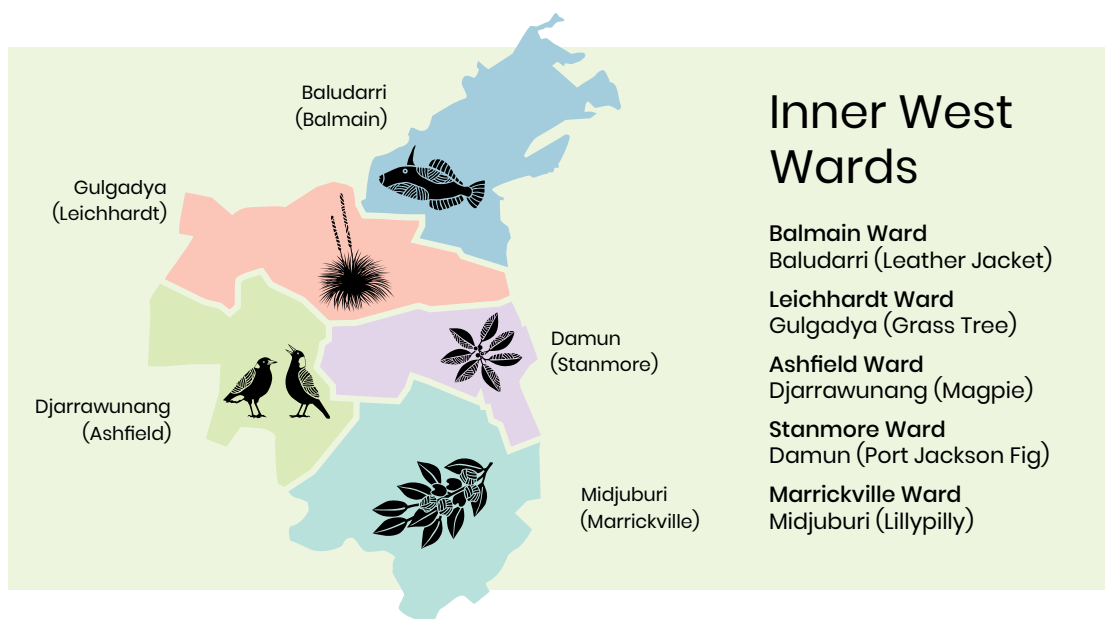 Baludarri
(Balmain)
Gulgadya
(Leichhardt)
Djarrawunang
(Ashfield)
Damun
(Stanmore)
Midjuburi
(Marrickville)
Inner West
Wards
Balmain Ward
Baludarri (Leather Jacket)
Leichhardt Ward
Gulgadya (Grass Tree)
Ashfield Ward
Djarrawunang (Magpie)
Stanmore Ward
Damun (Port Jackson Fig)
Marrickville Ward
Midjuburi (Lillypilly)